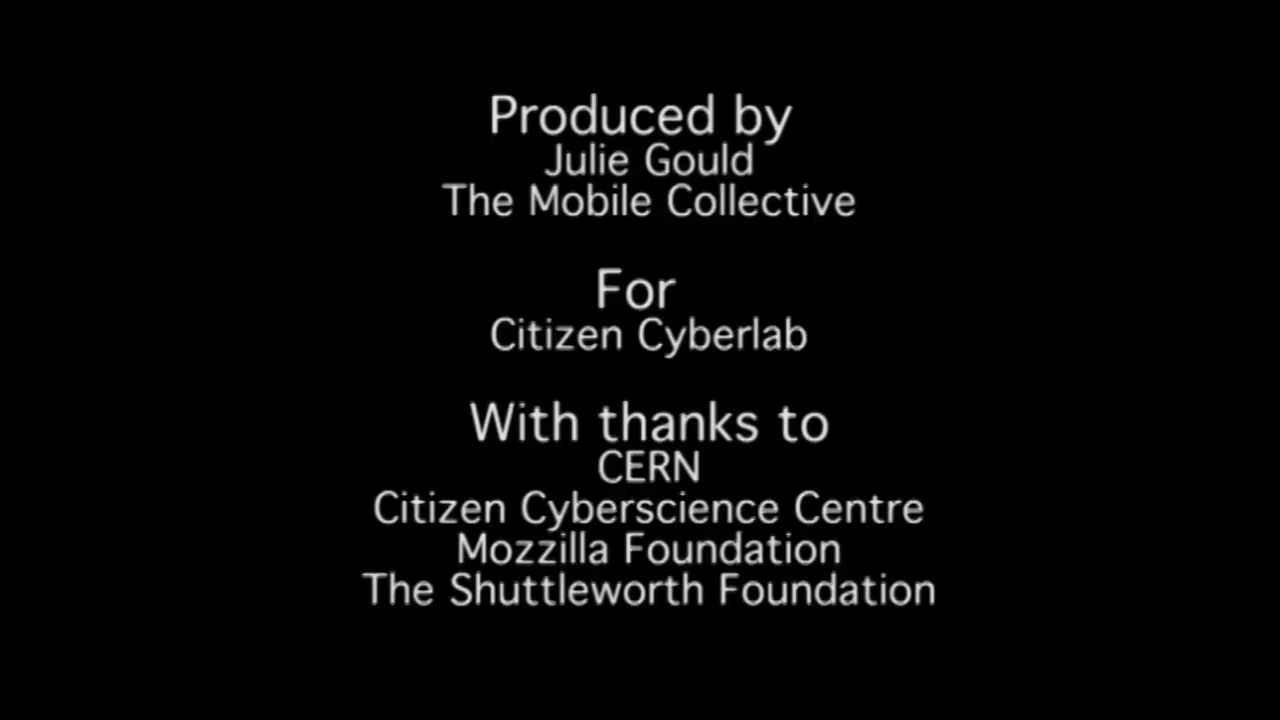 Produced by
Julie Gould
The Mobile Collective
For
Citizen Cyberlab
With thanks to
CERN
Citizen Cyberscience Centre
Mozzilla Foundation
The Shuttleworth Foundation